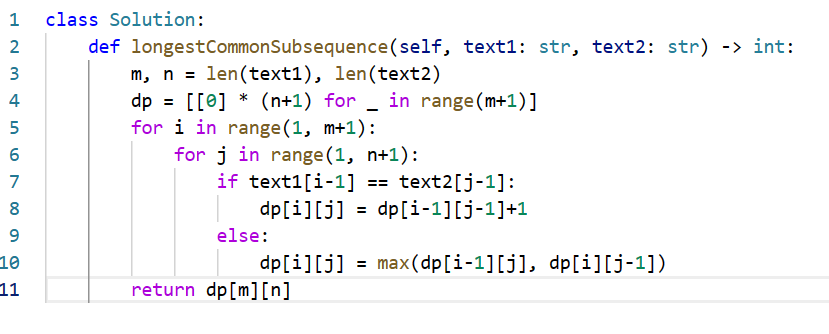 1 class Solution:
2     def longestCommonSubsequence(self, text1: str, text2: str) -> int:
3         m, n = len(text1), len(text2)
4         dp = [[0] * (n+1) for _ in range(m+1)]
5         for i in range(1, m+1):
6             for j in range(1, n+1):
7                 if text1[i-1] == text2[j-1]:
8                     dp[i][j] = dp[i-1][j-1]+1
9                 else:
10                     dp[i][j] = max(dp[i-1][j], dp[i][j-1])
11         return dp[m][n]